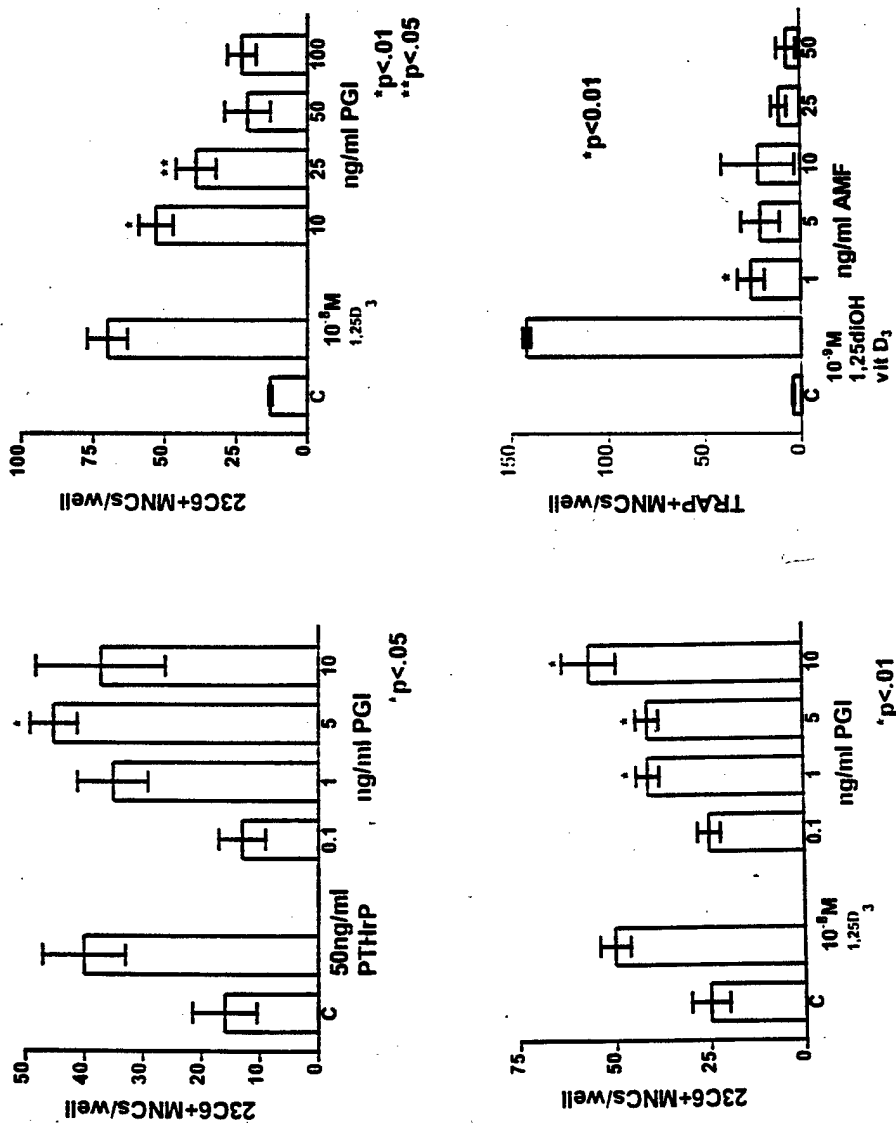 23C6+MNCs/well
50
40
30
20
10
0
C
50ng/ml
PTHrP
0.1
1
5
10
ng/ml PGI
*
*p<.05
23C6+MNCs/well
100
75
50
25
0
C
10⁻⁸M
1,25D₃
10
25
50
100
ng/ml PGI
*
**
*p<.01
**p<.05
23C6+MNCs/well
75
50
25
0
C
10⁻⁸M
1,25D₃
0.1
1
5
10
ng/ml PGI
*
*
*
*p<.01
TRAP+MNCs/well
150
100
50
0
C
10⁻⁹M
1,25diOH
vit D₃
1
5
10
25
50
ng/ml AMF
*
*p<0.01